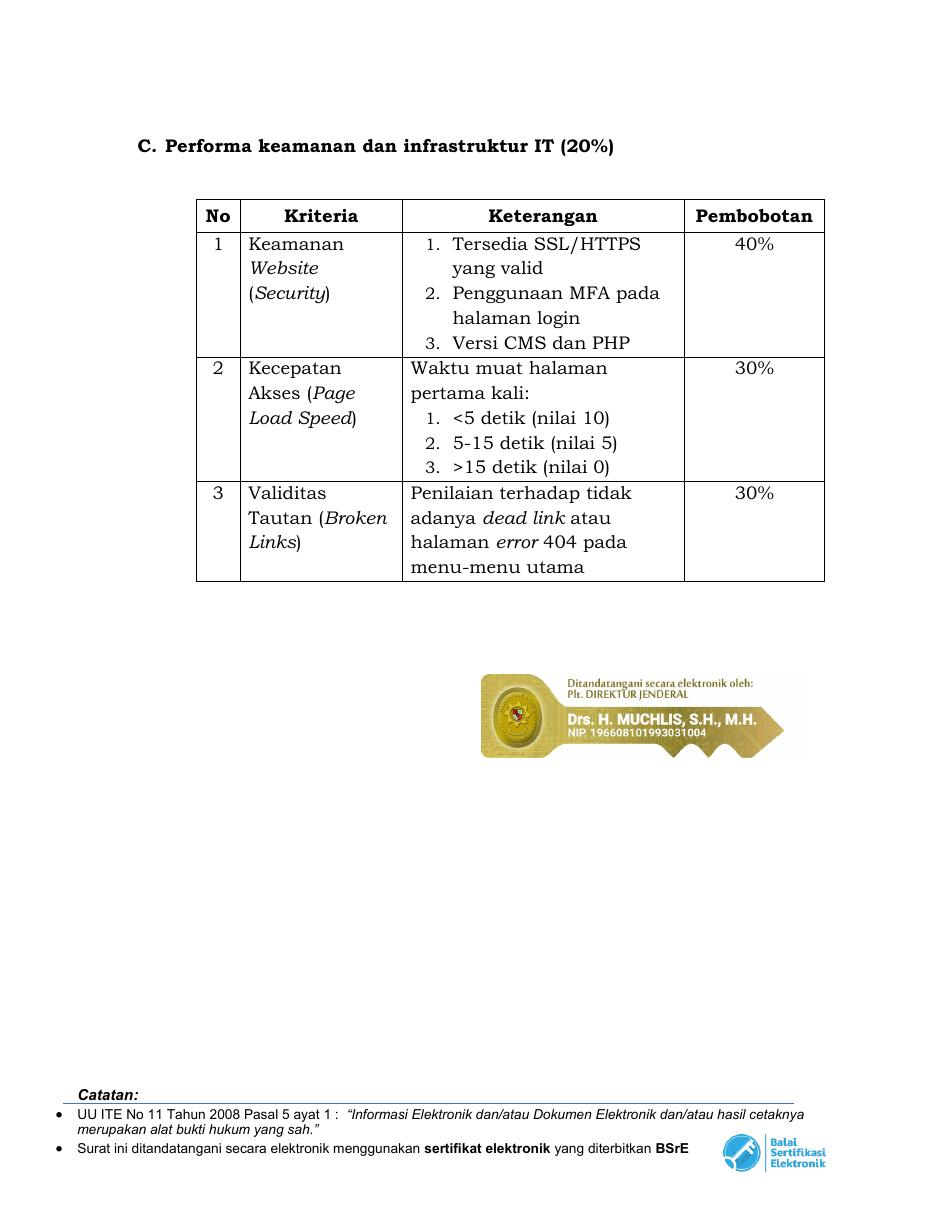 C. Performa keamanan dan infrastruktur IT (20%)
No Kriteria Keterangan Pembobotan
1 Keamanan Website (Security)
1. Tersedia SSL/HTTPS
yang valid
2. Penggunaan MFA pada
halaman login
3. Versi CMS dan PHP
40%
2 Kecepatan Akses (Page Load Speed)
Waktu muat halaman
pertama kali:
1. <5 detik (nilai 10)
2. 5-15 detik (nilai 5)
3. >15 detik (nilai 0)
30%
3 Validitas Tautan (Broken Links)
Penilaian terhadap tidak
adanya dead link atau
halaman error 404 pada
menu-menu utama
30%
Ditandatangani secara elektronik oleh:
Plt. DIREKTUR JENDERAL
Drs. H. MUCHLIS, S.H., M.H.
NIP. 196608101993031004
Catatan:
• UU ITE No 11 Tahun 2008 Pasal 5 ayat 1 : “Informasi Elektronik dan/atau Dokumen Elektronik dan/atau hasil cetaknya
merupakan alat bukti hukum yang sah.”
• Surat ini ditandatangani secara elektronik menggunakan sertifikat elektronik yang diterbitkan BSrE
Balai
Sertifikasi
Elektronik